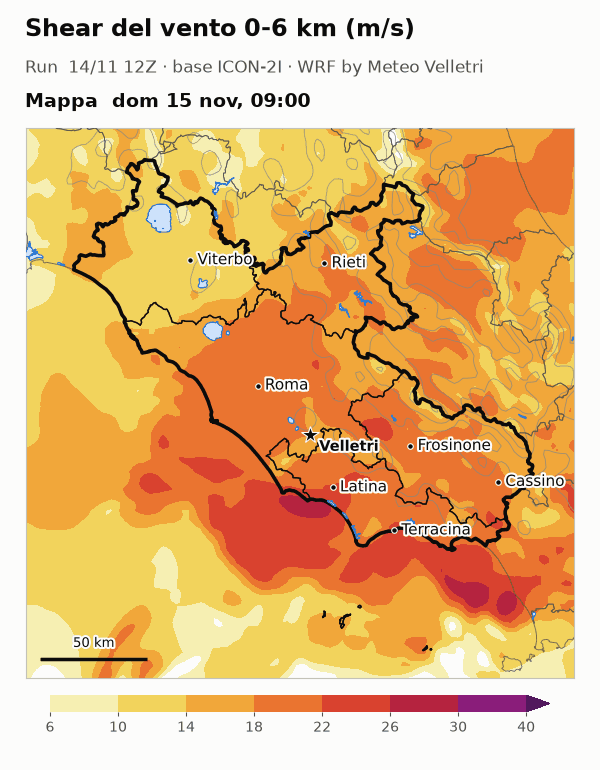 Shear del vento 0-6 km (m/s)
Run  14/11 12Z · base ICON-2I · WRF by Meteo Velletri
Mappa  dom 15 nov, 09:00
Viterbo
Rieti
Roma
Velletri
Frosinone
Cassino
Latina
Terracina
50 km
6 10 14 18 22 26 30 40